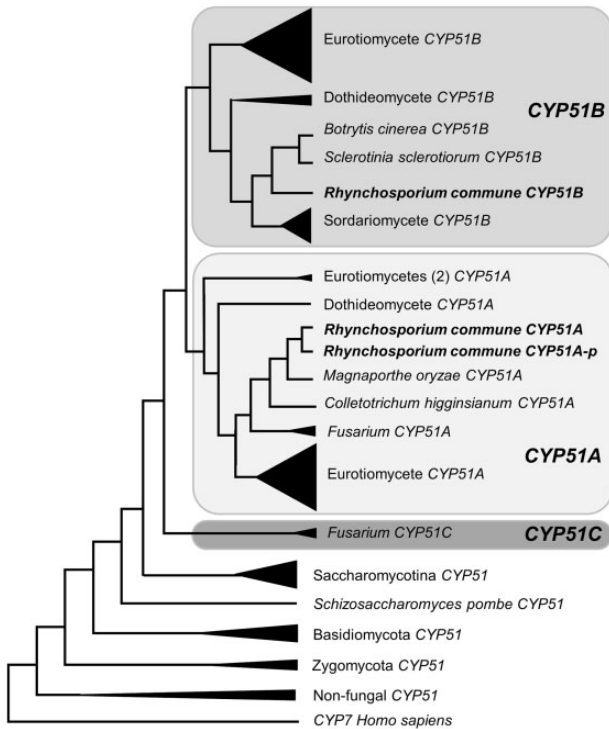 Eurotiomycete CYP51B
Dothideomycete CYP51B
CYP51B
Botrytis cinerea CYP51B
Sclerotinia sclerotiorum CYP51B
Rhynchosporium commune CYP51B
Sordariomycete CYP51B
Eurotiomycetes (2) CYP51A
Dothideomycete CYP51A
Rhynchosporium commune CYP51A
Rhynchosporium commune CYP51A-p
Magnaporthe oryzae CYP51A
Colletotrichum higginsianum CYP51A
Fusarium CYP51A
CYP51A
Eurotiomycete CYP51A
Fusarium CYP51C
CYP51C
Saccharomycotina CYP51
Schizosaccharomyces pombe CYP51
Basidiomycota CYP51
Zygomycota CYP51
Non-fungal CYP51
CYP7 Homo sapiens